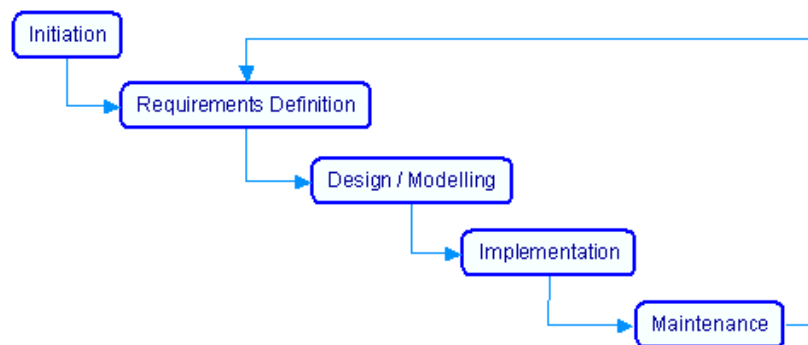 Initiation
Requirements Definition
Design / Modelling
Implementation
Maintenance